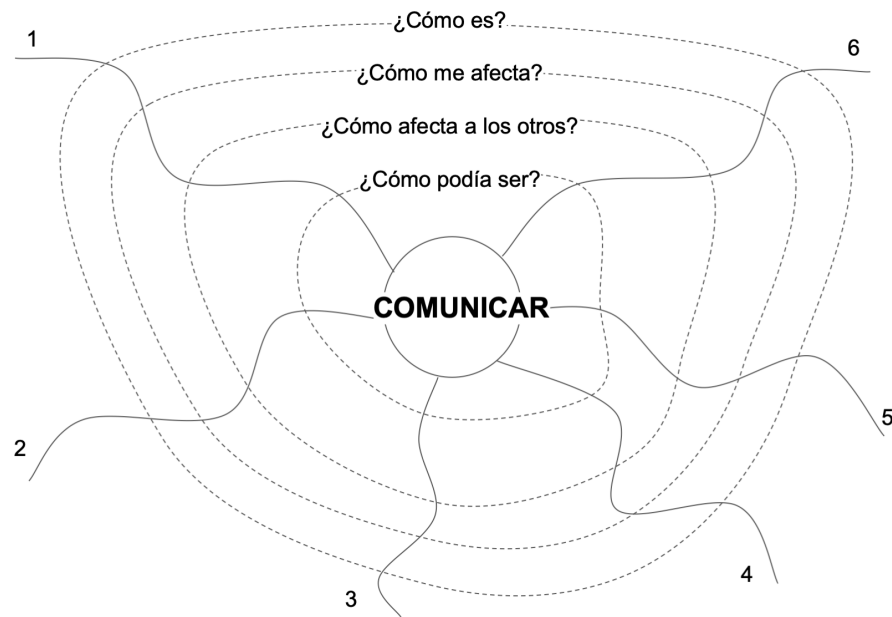 ¿Cómo es?
1
6
¿Cómo me afecta?
¿Cómo afecta a los otros?
¿Cómo podía ser?
COMUNICAR
2
5
3
4